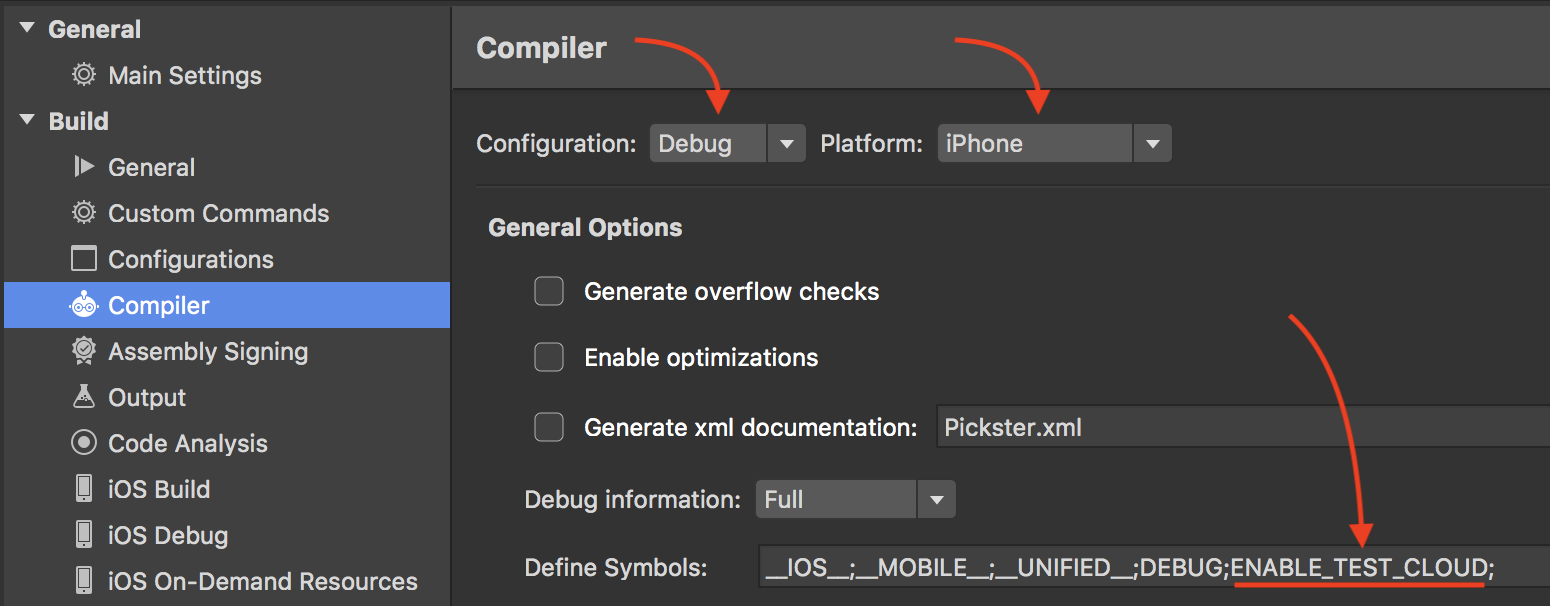 General
Main Settings
Build
General
Custom Commands
Configurations
Compiler
Assembly Signing
Output
Code Analysis
iOS Build
iOS Debug
iOS On-Demand Resources
Compiler
Configuration: Debug Platform: iPhone
General Options
Generate overflow checks
Enable optimizations
Generate xml documentation: Pickster.xml
Debug information: Full
Define Symbols: __IOS__;__MOBILE__;__UNIFIED__;DEBUG;ENABLE_TEST_CLOUD;